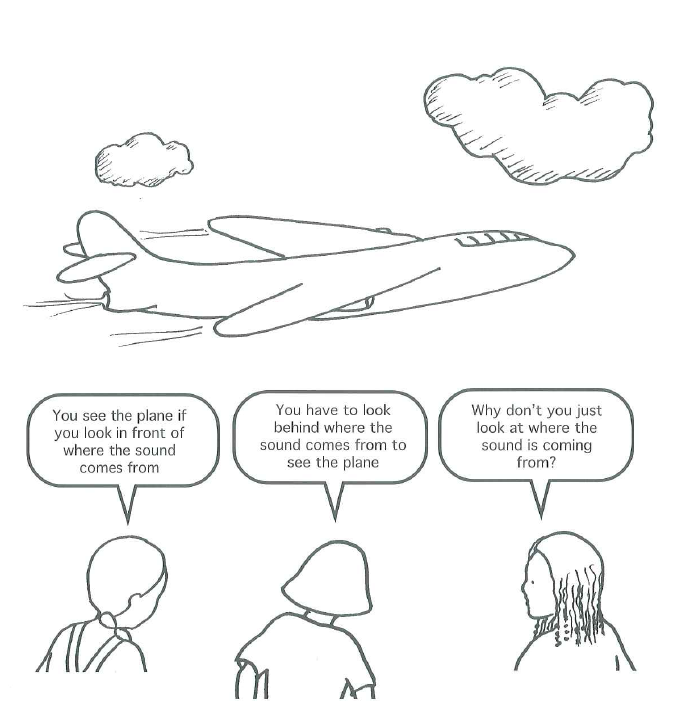 You see the plane if
you look in front of
where the sound
comes from
You have to look
behind where the
sound comes from to
see the plane
Why don't you just
look at where the
sound is coming
from?